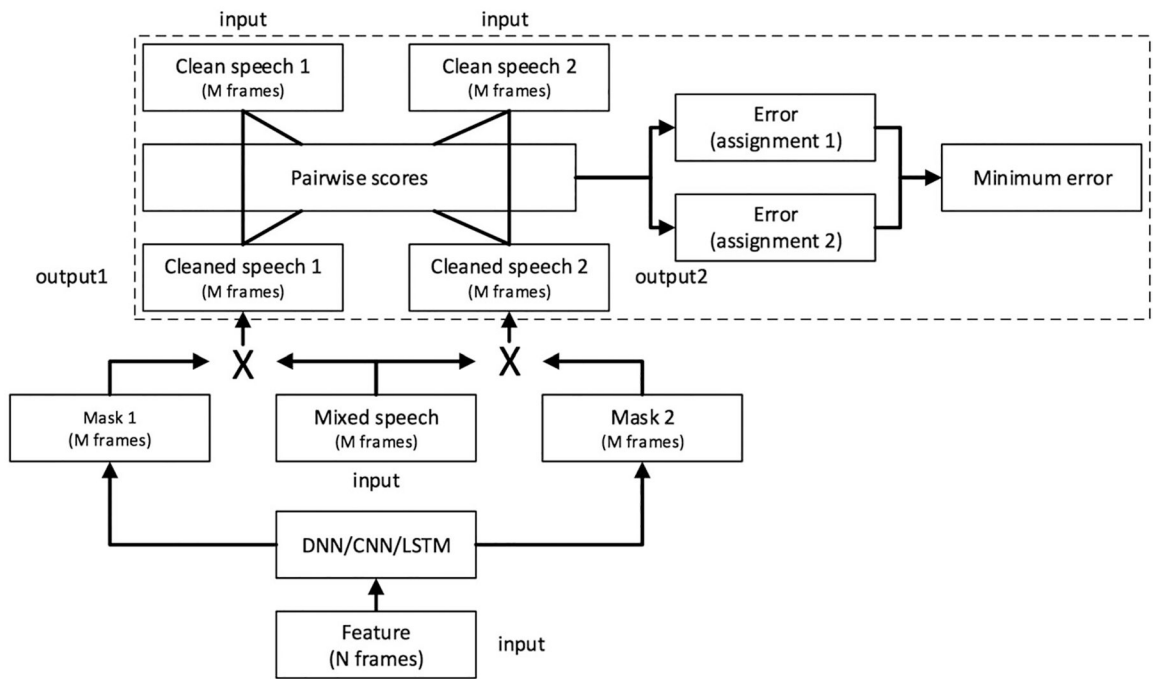 input
input
Clean speech 1
(M frames)
Clean speech 2
(M frames)
Error
(assignment 1)
Pairwise scores
Minimum error
Error
(assignment 2)
output1
Cleaned speech 1
(M frames)
Cleaned speech 2
(M frames)
output2
X
X
Mask 1
(M frames)
Mixed speech
(M frames)
Mask 2
(M frames)
input
DNN/CNN/LSTM
Feature
(N frames)
input